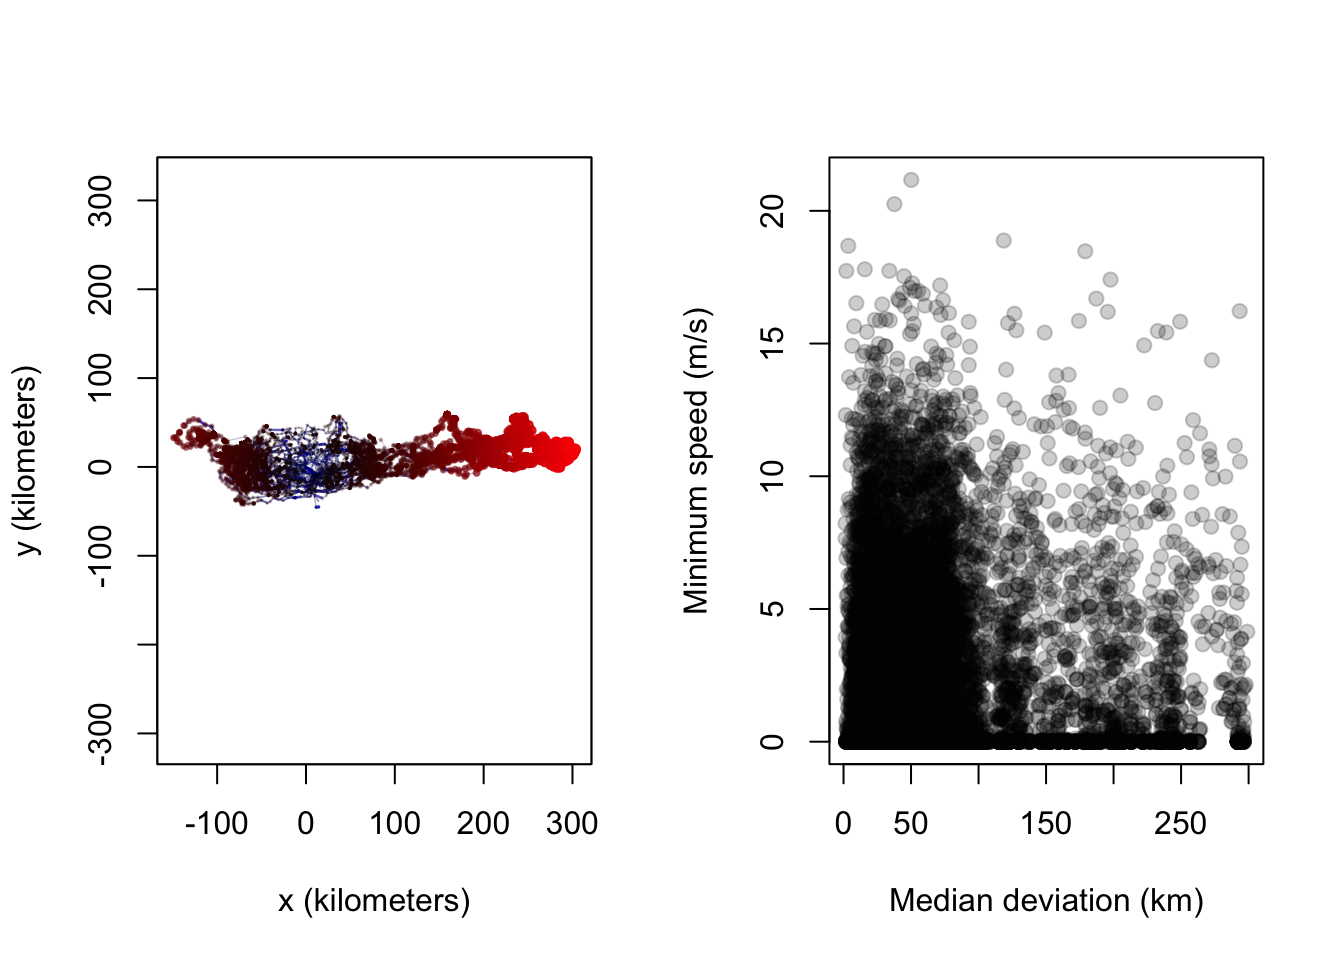 300
200
100
0
-100
-300
y (kilometers)
-100 0 100 200 300
x (kilometers)
20
15
10
5
0
Minimum speed (m/s)
0 50 150 250
Median deviation (km)